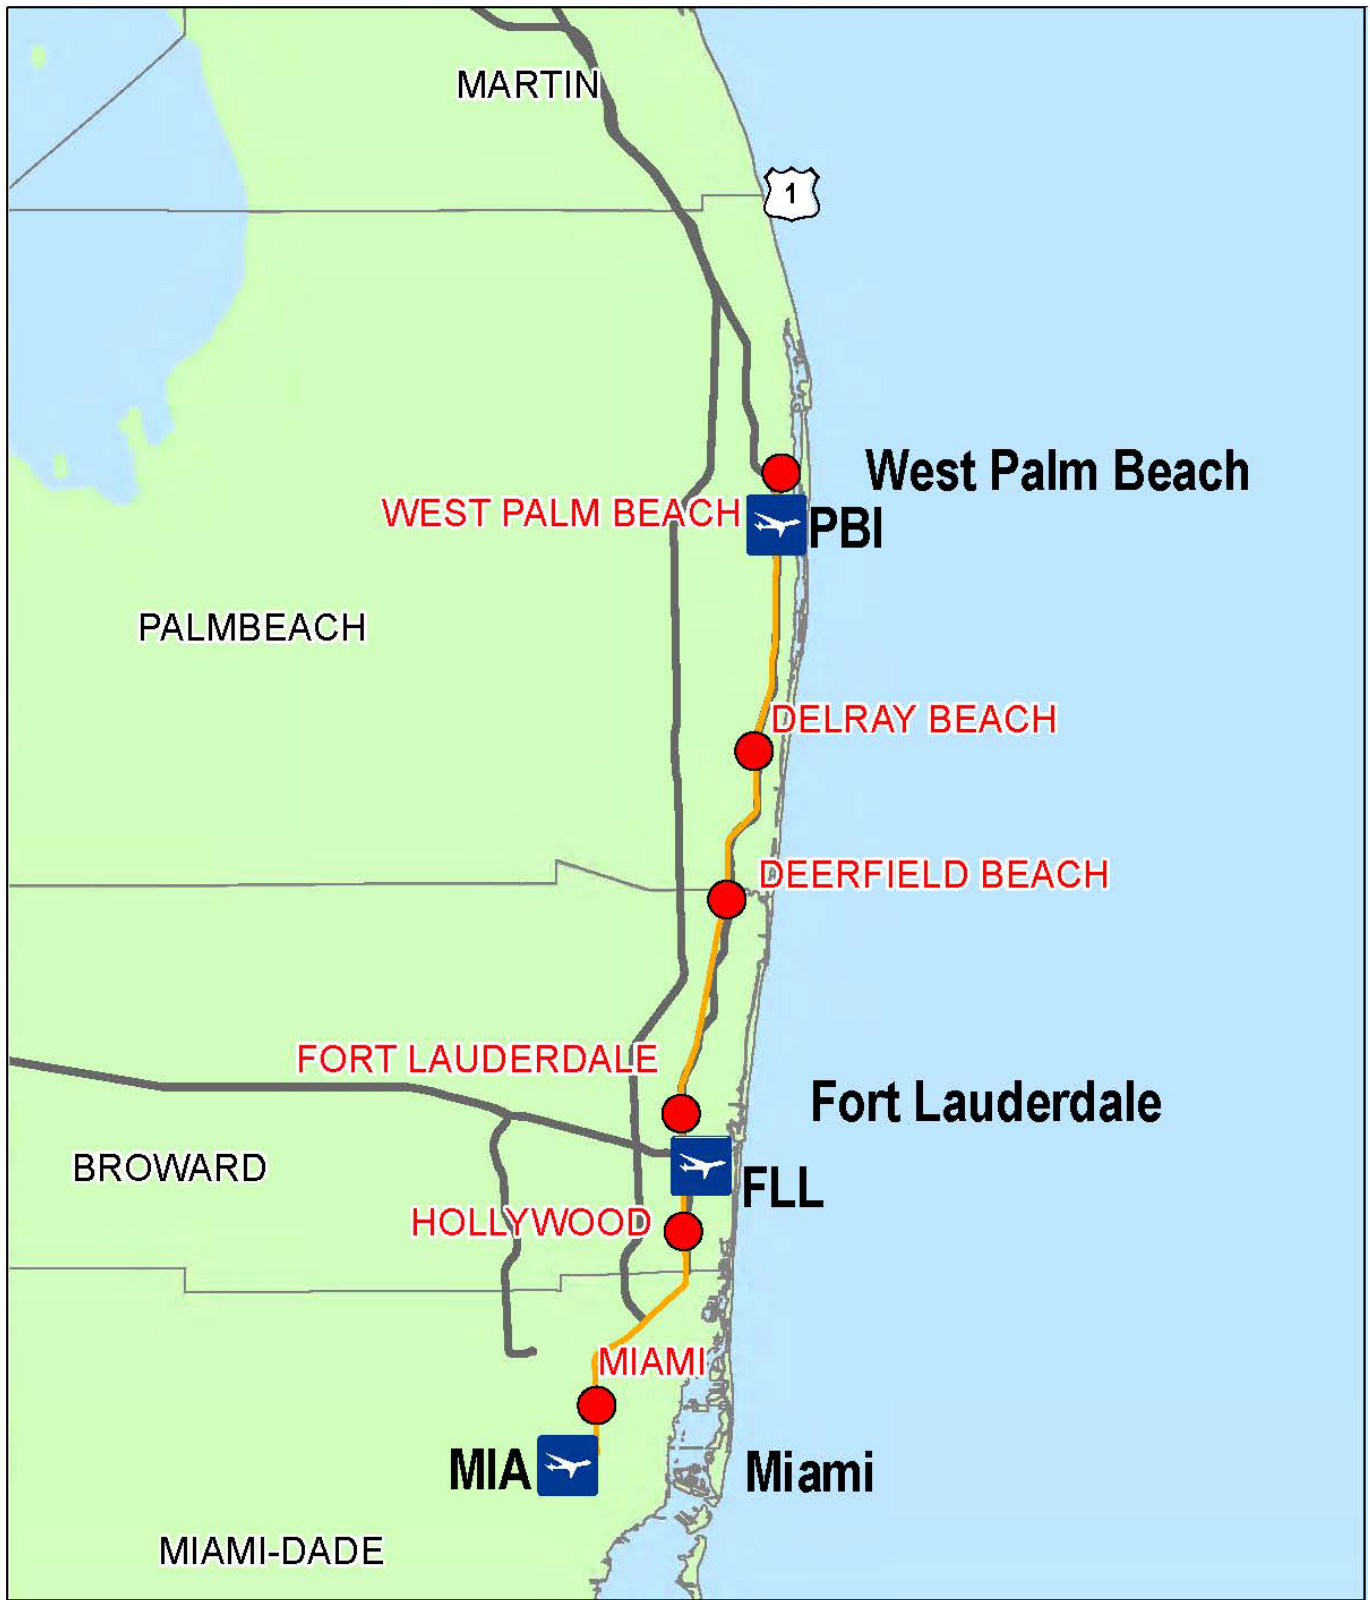 MARTIN
1
West Palm Beach
WEST PALM BEACH
PBI
PALMBEACH
DELRAY BEACH
DEERFIELD BEACH
FORT LAUDERDALE
Fort Lauderdale
BROWARD
FLL
HOLLYWOOD
MIAMI
MIA
Miami
MIAMI-DADE